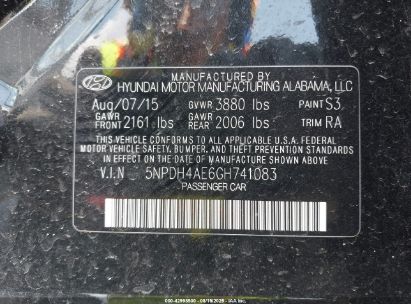 HYUNDAI MOTOR MANUFACTURING ALABAMA, LLC
Aug/07/15 GVWR 3880 lbs PAINT S3
GAWR FRONT 2161 lbs GAWR REAR 2006 lbs TRIM RA
THIS VEHICLE CONFORMS TO ALL APPLICABLE U.S.A. FEDERAL
MOTOR VEHICLE SAFETY, BUMPER, AND THEFT PREVENTION STANDARDS
IN EFFECT ON THE DATE OF MANUFACTURE SHOWN ABOVE.
V.I.N 5NPDH4AE6GH741083
PASSENGER CAR